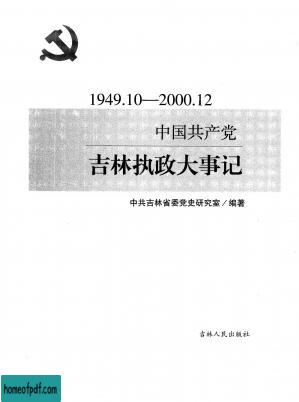 1949.10—2000.12
中国共产党
吉林执政大事记
中共吉林省委党史研究室／编著
吉林人民出版社
homeofpdf.com